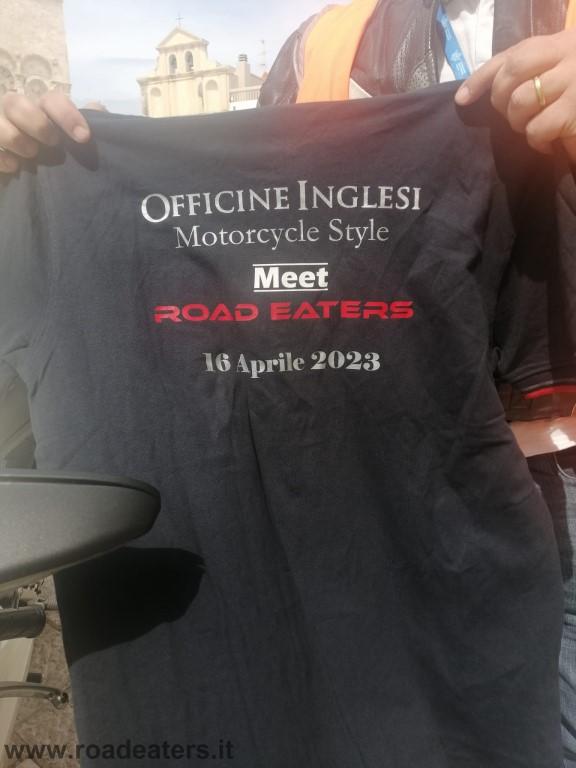 OFFICINE INGLESI
Motorcycle Style
Meet
ROAD EATERS
16 Aprile 2023
www.roadeaters.it